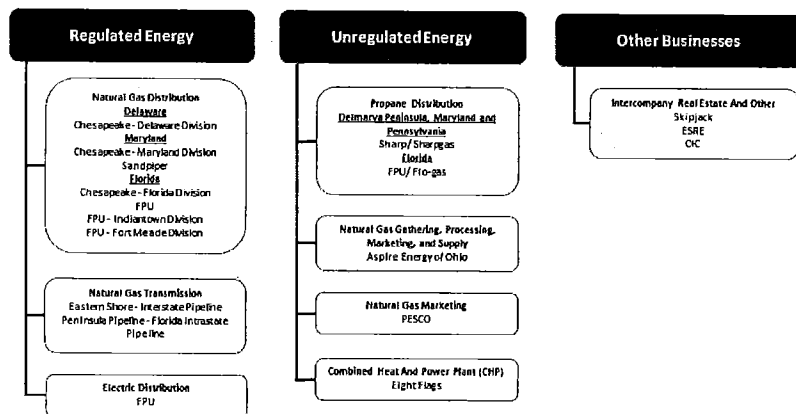 Regulated Energy
Natural Gas Distribution
Delaware
Chesapeake - Delaware Division
Maryland
Chesapeake - Maryland Division
Sandpiper
Florida
Chesapeake - Florida Division
FPU
FPU - Indiantown Division
FPU - Fort Meade Division
Natural Gas Transmission
Eastern Shore - Interstate Pipeline
Peninsula Pipeline - Florida Intrastate
Pipeline
Electric Distribution
FPU
Unregulated Energy
Propane Distribution
Delmarva Peninsula, Maryland and
Pennsylvania
Sharp/ Sharpgas
Florida
FPU/ Flo-gas
Natural Gas Gathering, Processing,
Marketing, and Supply
Aspire Energy of Ohio
Natural Gas Marketing
PESCO
Combined Heat And Power Plant (CHP)
Eight Flags
Other Businesses
Intercompany Real Estate And Other
Skipjack
ESRE
CIC